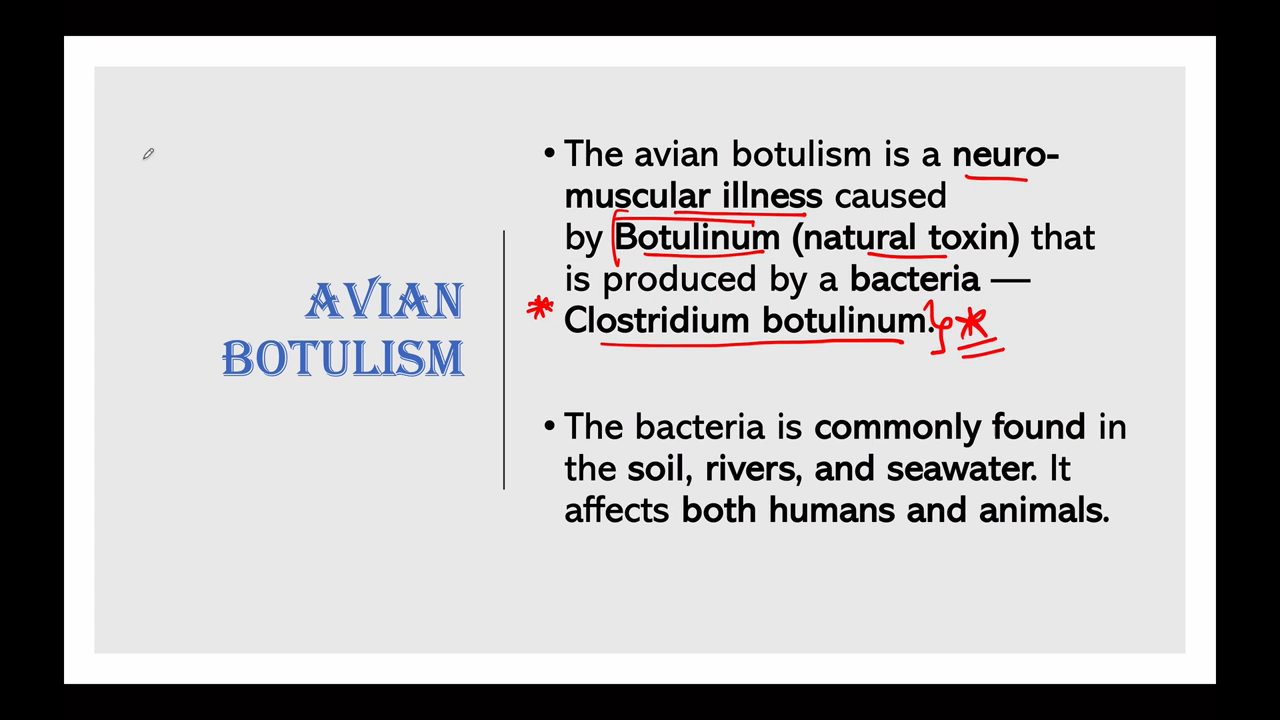 AVIAN
BOTULISM
• The avian botulism is a neuro-
muscular illness caused
by Botulinum (natural toxin) that
is produced by a bacteria —
Clostridium botulinum.
• The bacteria is commonly found in
the soil, rivers, and seawater. It
affects both humans and animals.